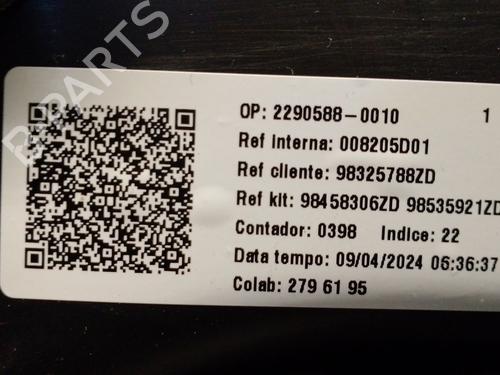 B-PARTS
OP: 2290588-0010 1
Ref Interna: 008205D01
Ref cliente: 98325788ZD
Ref kit: 98458306ZD 98535921ZD
Contador: 0398 Indice: 22
Data tempo: 09/04/2024 06:36:37
Colab: 279 61 95